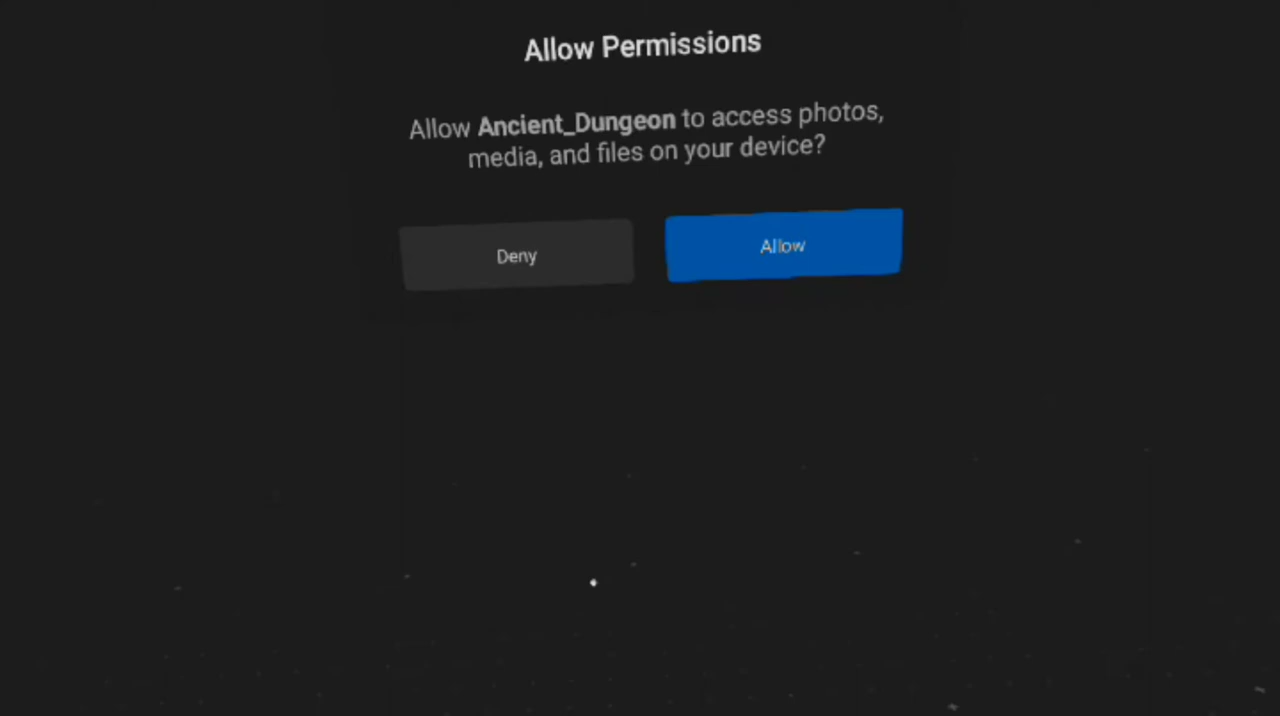 Allow Permissions
Allow Ancient_Dungeon to access photos,
media, and files on your device?
Deny
Allow